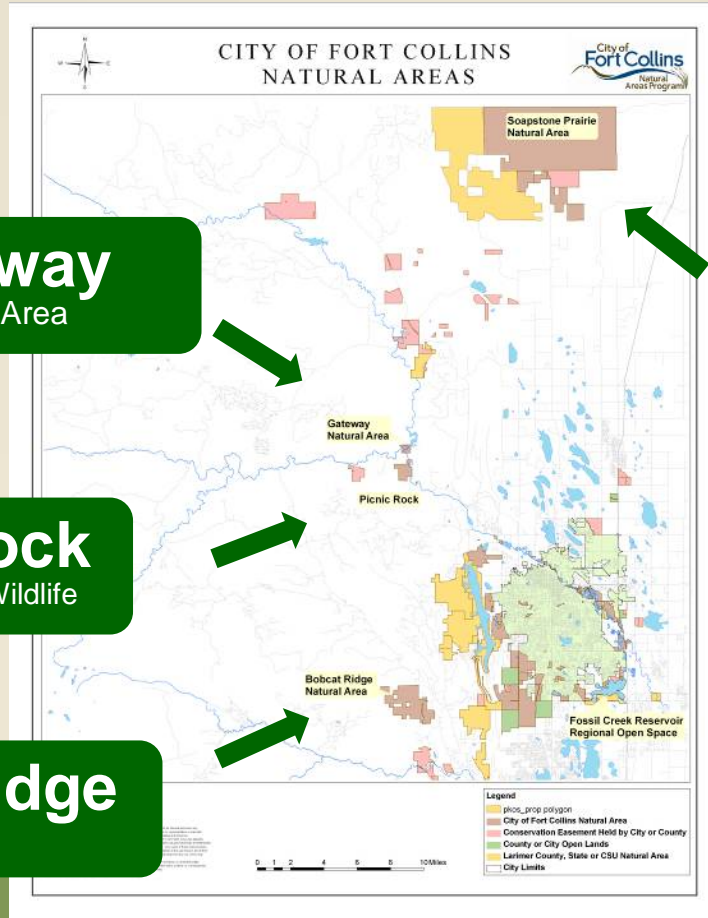 CITY OF FORT COLLINS
NATURAL AREAS
City of
Fort Collins
Natural
Areas Program
Soapstone Prairie
Natural Area
way
Area
Gateway
Natural Area
Picnic Rock
ock
Wildlife
Bobcat Ridge
Natural Area
Fossil Creek Reservoir
Regional Open Space
dge
Legend
pkos_prop polygon
City of Fort Collins Natural Area
Conservation Easement Held by City or County
County or City Open Lands
Larimer County, State or CSU Natural Area
City Limits
0 1 2 4 6 8 10 Miles